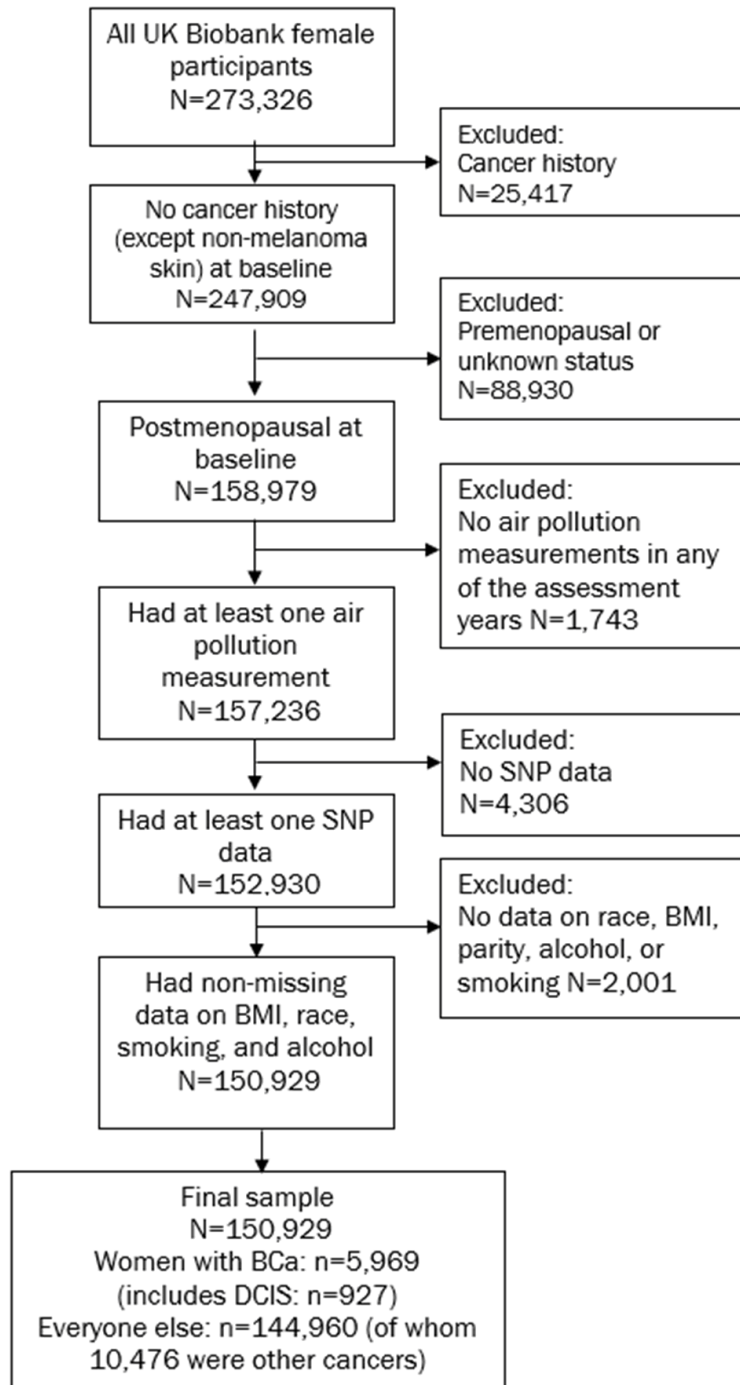 All UK Biobank female
participants
N=273,326
Excluded:
Cancer history
N=25,417
No cancer history
(except non-melanoma
skin) at baseline
N=247,909
Excluded:
Premenopausal or
unknown status
N=88,930
Postmenopausal at
baseline
N=158,979
Excluded:
No air pollution
measurements in any
of the assessment
years N=1,743
Had at least one air
pollution
measurement
N=157,236
Excluded:
No SNP data
N=4,306
Had at least one SNP
data
N=152,930
Excluded:
No data on race, BMI,
parity, alcohol, or
smoking N=2,001
Had non-missing
data on BMI, race,
smoking, and alcohol
N=150,929
Final sample
N=150,929
Women with BCa: n=5,969
(includes DCIS: n=927)
Everyone else: n=144,960 (of whom
10,476 were other cancers)